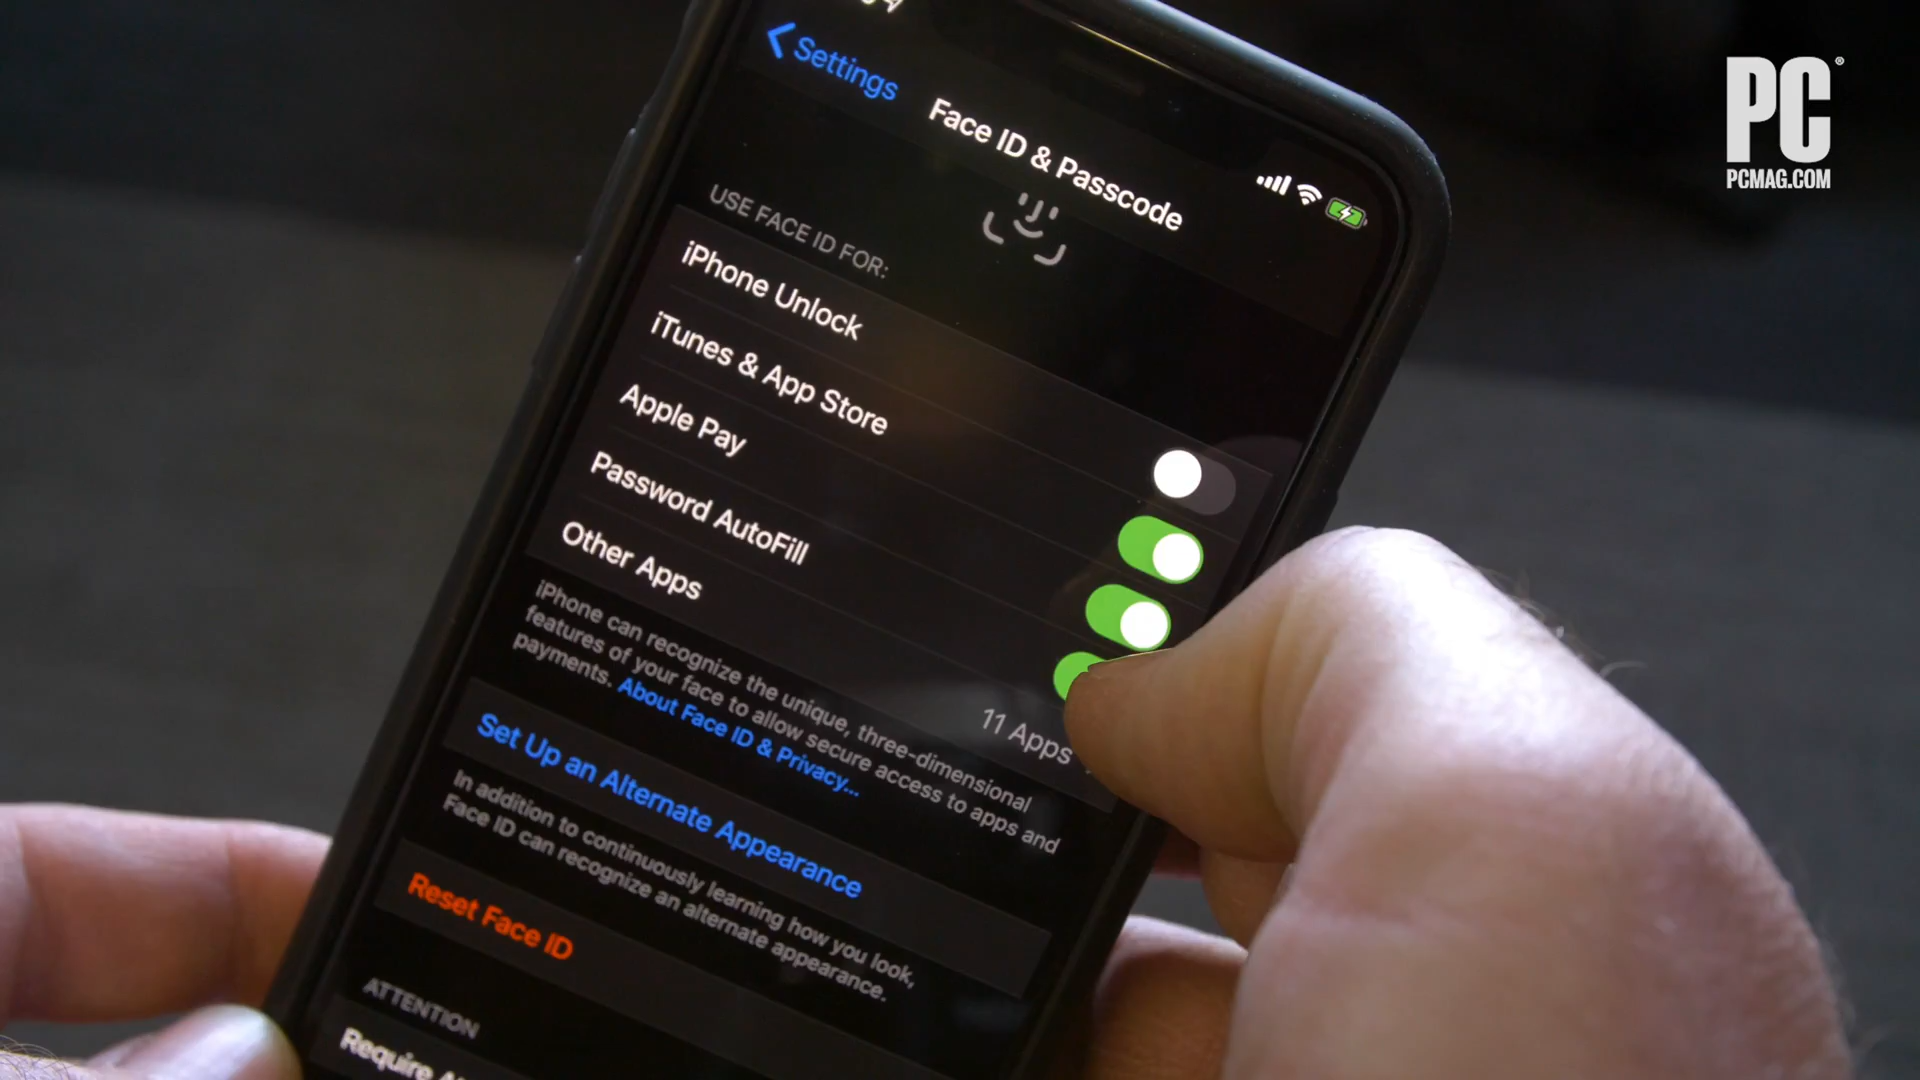 Settings
Face ID & Passcode
PC
PCMAG.COM
USE FACE ID FOR:
iPhone Unlock
iTunes & App Store
Apple Pay
Password AutoFill
Other Apps
11 Apps
iPhone can recognize the unique, three-dimensional
features of your face to allow secure access to apps and
payments. About Face ID & Privacy...
Set Up an Alternate Appearance
In addition to continuously learning how you look,
Face ID can recognize an alternate appearance.
Reset Face ID
ATTENTION
Require